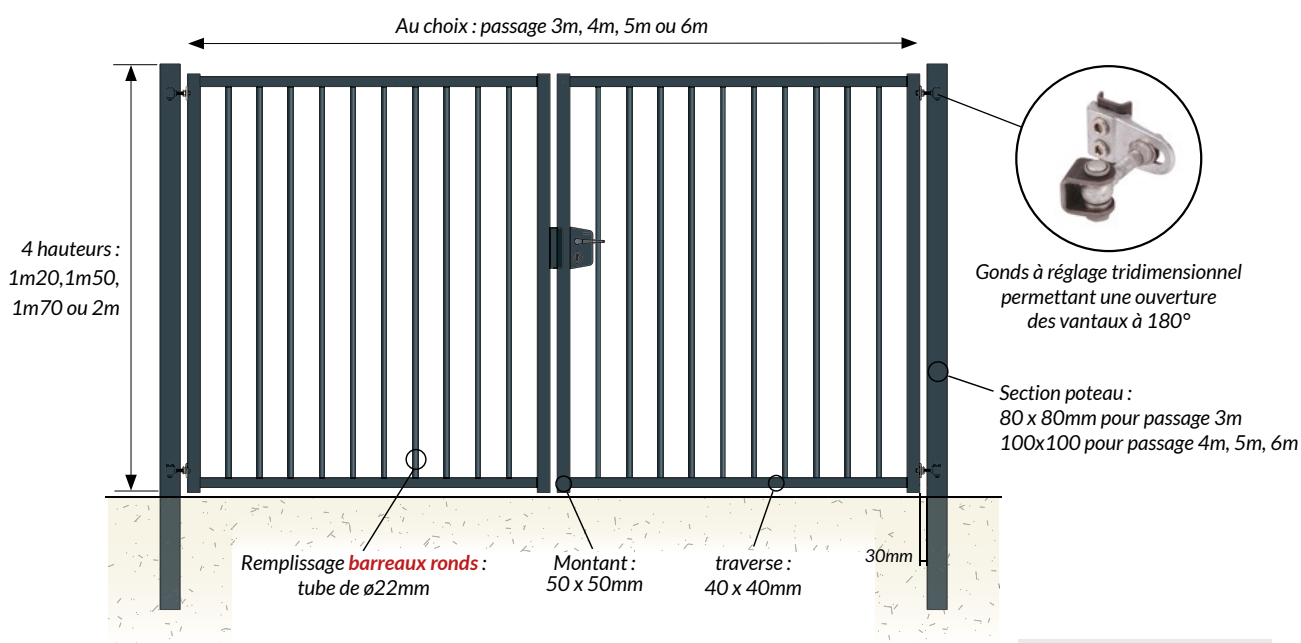 Au choix : passage 3m, 4m, 5m ou 6m
4 hauteurs :
1m20,1m50,
1m70 ou 2m
Gonds à réglage tridimensionnel
permettant une ouverture
des vantaux à 180°
Section poteau :
80 x 80mm pour passage 3m
100x100 pour passage 4m, 5m, 6m
30mm
Remplissage barreaux ronds :
tube de ø22mm
Montant :
50 x 50mm
traverse :
40 x 40mm